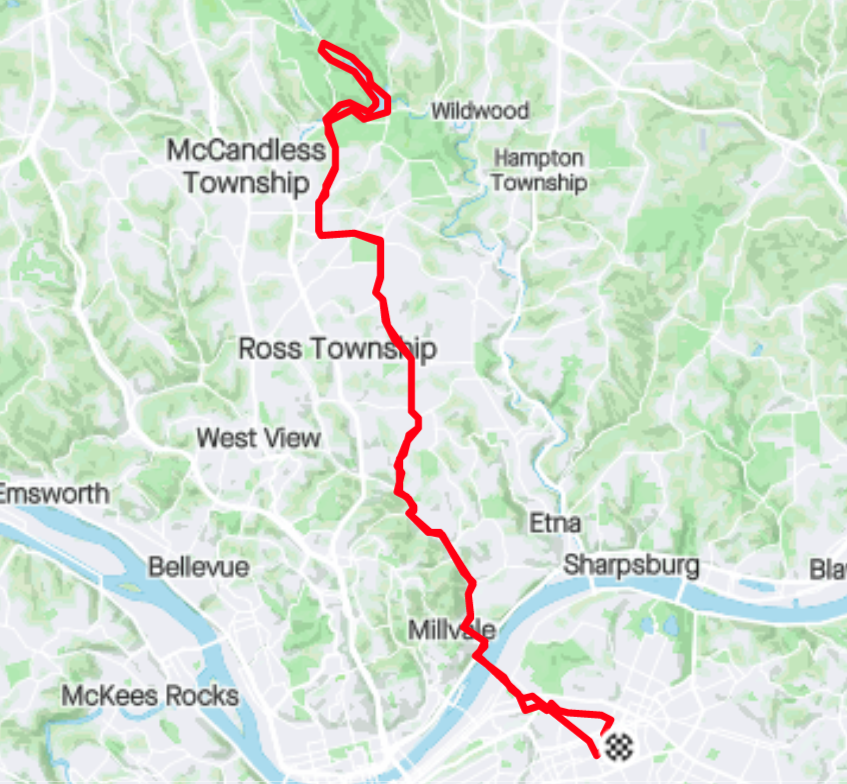 Wildwood
McCandless
Township
Hampton
Township
Ross Township
West View
Emsworth
Etna
Bellevue
Sharpsburg
Bla
Millvale
McKees Rocks